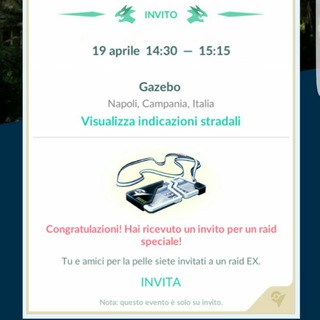 INVITO
19 aprile 14:30 — 15:15
Gazebo
Napoli, Campania, Italia
Visualizza indicazioni stradali
Congratulazioni! Hai ricevuto un invito per un raid
speciale!
Tu e amici per la pelle siete invitati a un raid EX.
INVITA
Nota: questo evento è solo su invito.